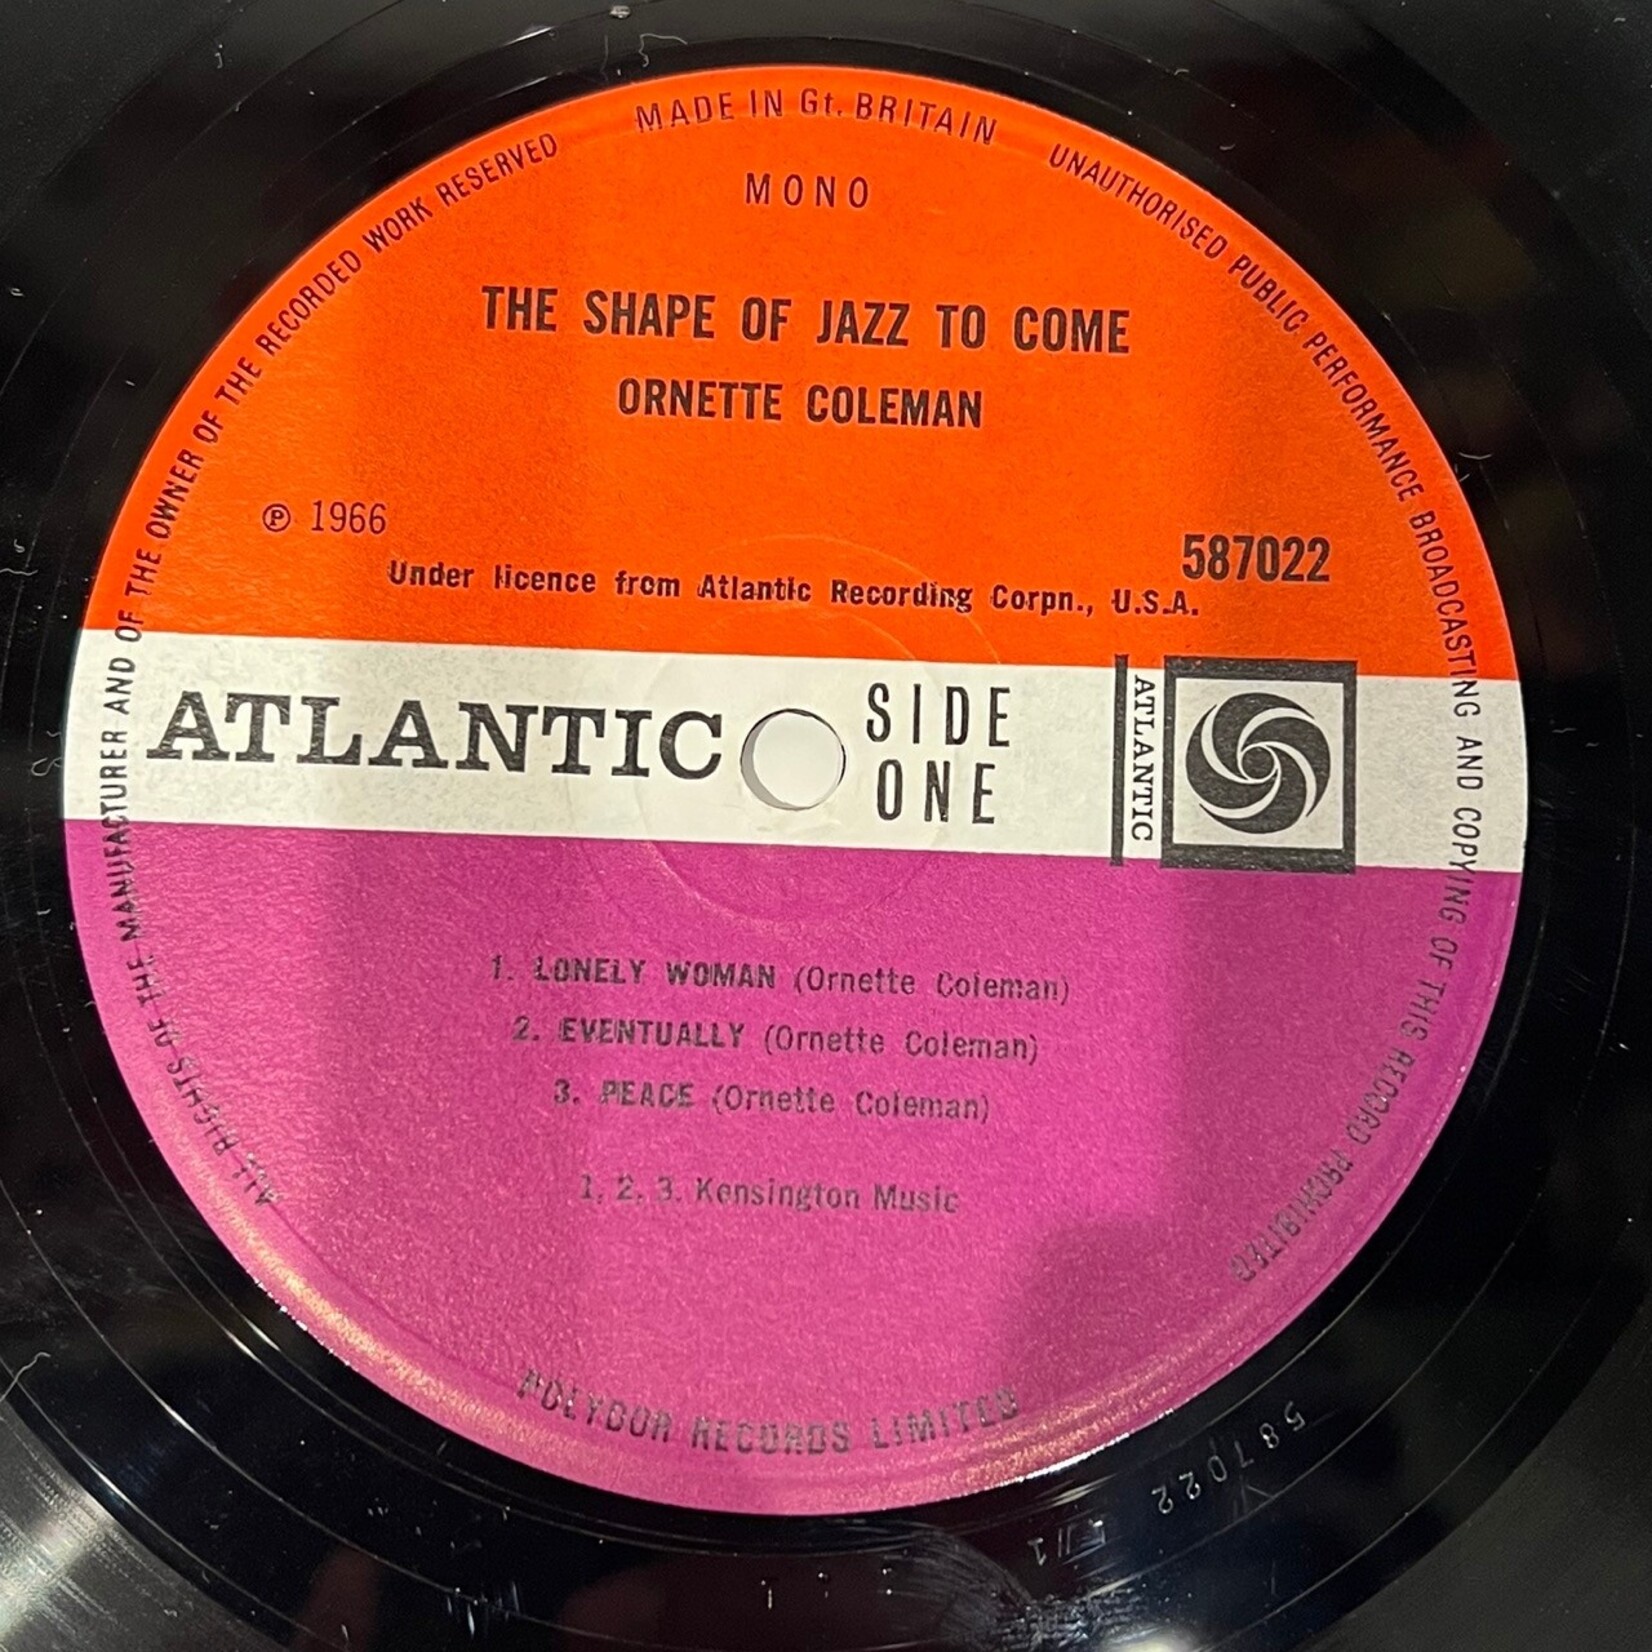 MADE IN Gt. BRITAIN
ALL RIGHTS OF THE MANUFACTURER AND OF THE OWNER OF THE RECORDED WORK RESERVED
UNAUTHORISED PUBLIC PERFORMANCE BROADCASTING AND COPYING OF THIS RECORD PROHIBITED
MONO
THE SHAPE OF JAZZ TO COME
ORNETTE COLEMAN
℗ 1966
587022
Under licence from Atlantic Recording Corpn., U.S.A.
ATLANTIC
SIDE
ONE
ATLANTIC
1. LONELY WOMAN (Ornette Coleman)
2. EVENTUALLY (Ornette Coleman)
3. PEACE (Ornette Coleman)
1, 2, 3. Kensington Music
POLYDOR RECORDS LIMITED
587022